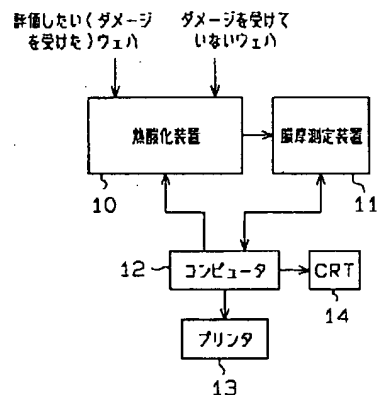 評価したい(ダメージ
を受けた)ウェハ
ダメージを受けて
いないウェハ
熱酸化装置
膜厚測定装置
10
11
12
コンピュータ
CRT
14
プリンタ
13